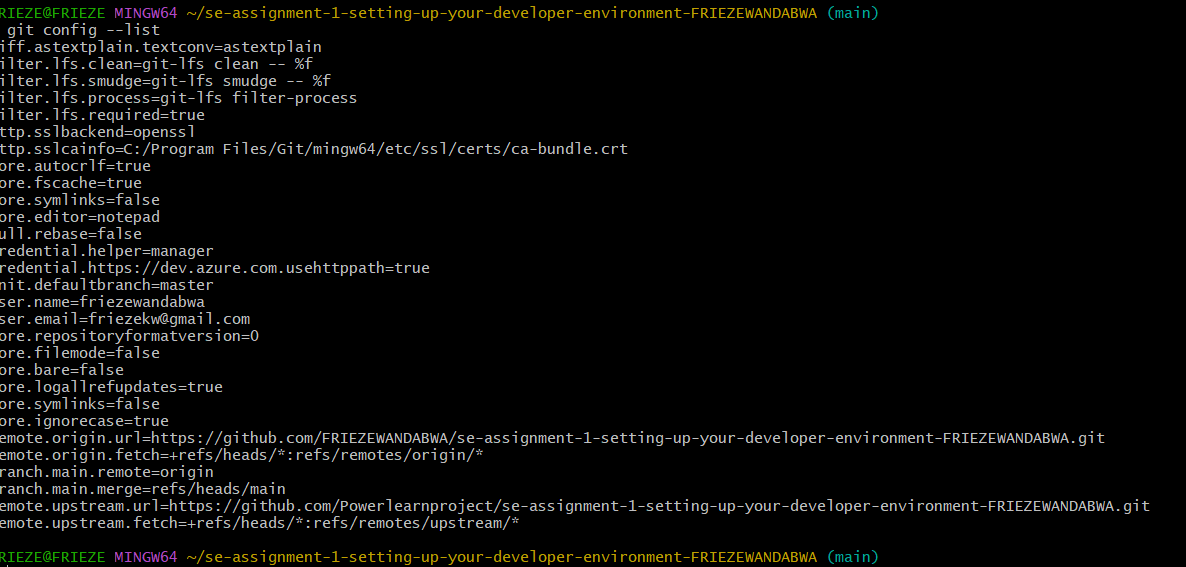 RIEZE@FRIEZE MINGW64 ~/se-assignment-1-setting-up-your-developer-environment-FRIEZEWANDABWA (main)
git config --list
iff.astextplain.textconv=astextplain
ilter.lfs.clean=git-lfs clean -- %f
ilter.lfs.smudge=git-lfs smudge -- %f
ilter.lfs.process=git-lfs filter-process
ilter.lfs.required=true
ttp.sslbackend=openssl
ttp.sslcainfo=C:/Program Files/Git/mingw64/etc/ssl/certs/ca-bundle.crt
ore.autocrlf=true
ore.fscache=true
ore.symlinks=false
ore.editor=notepad
ull.rebase=false
redential.helper=manager
redential.https://dev.azure.com.usehttppath=true
nit.defaultbranch=master
ser.name=friezewandabwa
ser.email=friezekw@gmail.com
ore.repositoryformatversion=0
ore.filemode=false
ore.bare=false
ore.logallrefupdates=true
ore.symlinks=false
ore.ignorecase=true
emote.origin.url=https://github.com/FRIEZEWANDABWA/se-assignment-1-setting-up-your-developer-environment-FRIEZEWANDABWA.git
emote.origin.fetch=+refs/heads/*:refs/remotes/origin/*
ranch.main.remote=origin
ranch.main.merge=refs/heads/main
emote.upstream.url=https://github.com/Powerlearnproject/se-assignment-1-setting-up-your-developer-environment-FRIEZEWANDABWA.git
emote.upstream.fetch=+refs/heads/*:refs/remotes/upstream/*
RIEZE@FRIEZE MINGW64 ~/se-assignment-1-setting-up-your-developer-environment-FRIEZEWANDABWA (main)